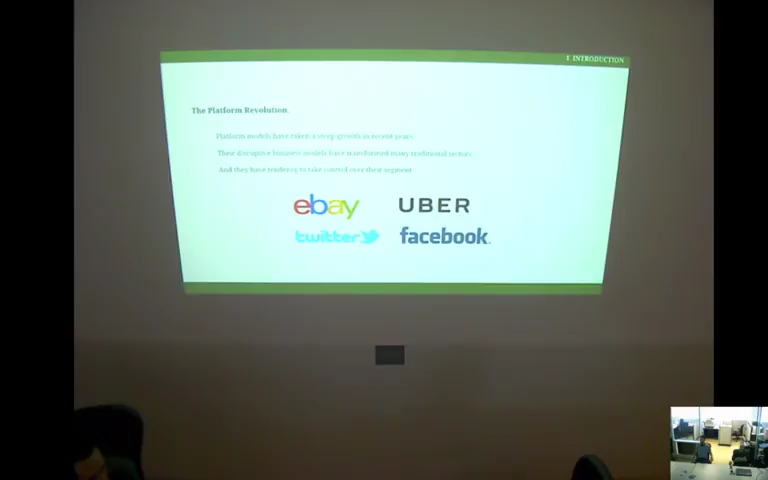 I INTRODUCTION
The Platform Revolution.
Platform models have taken a steep growth in recent years.
These disruptive business models have transformed many traditional sectors.
And they have tendency to take control over their segment.
ebay UBER
twitter facebook.